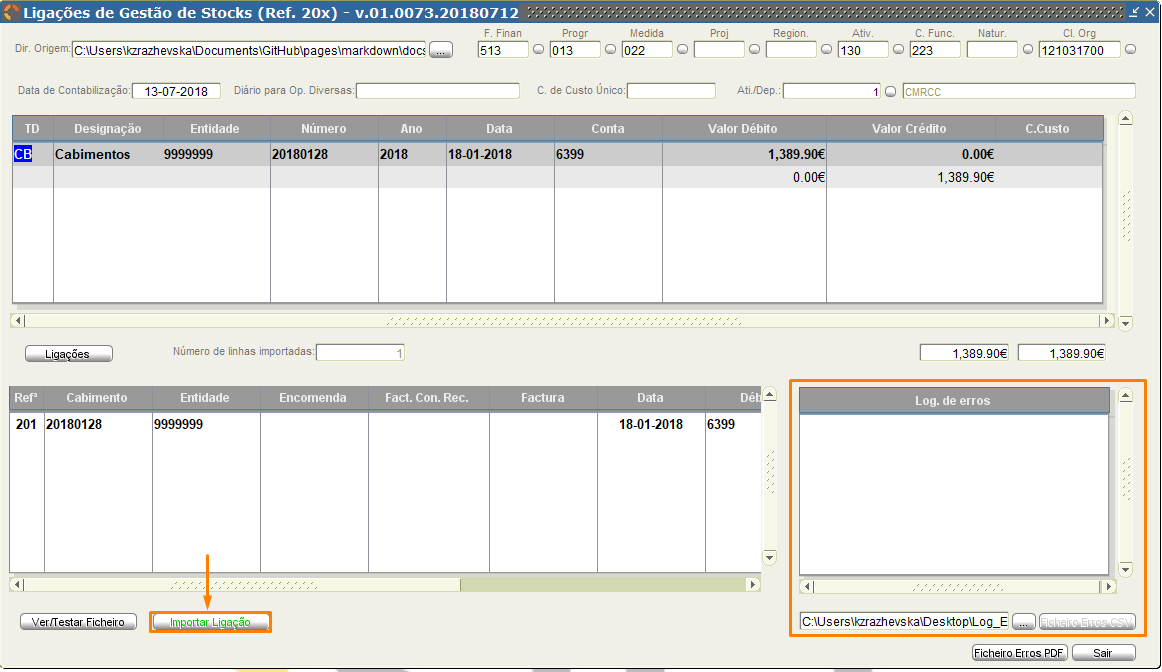 Ligações de Gestão de Stocks (Ref. 20x) - v.01.0073.20180712
F. Finan Progr Medida Proj Region. Ativ. C. Func. Natur. Cl. Org
Dir. Origem: C:\Users\kzrazhevska\Documents\GitHub\pages\markdown\docs ... 513 013 022 130 223 121031700
Data de Contabilização: 13-07-2018 Diário para Op. Diversas: C. de Custo Único: Ati./Dep.: 1 CMRCC
TD Designação Entidade Número Ano Data Conta Valor Débito Valor Crédito C.Custo
CB Cabimentos 9999999 20180128 2018 18-01-2018 6399 1,389.90€ 0.00€
0.00€ 1,389.90€
Ligações Número de linhas importadas: 1 1,389.90€ 1,389.90€
Refª Cabimento Entidade Encomenda Fact. Con. Rec. Factura Data Déb
201 20180128 9999999 18-01-2018 6399
Log. de erros
Ver/Testar Ficheiro Importar Ligação
C:\Users\kzrazhevska\Desktop\Log_E ... Ficheiro Erros CSV
Ficheiro Erros PDF Sair